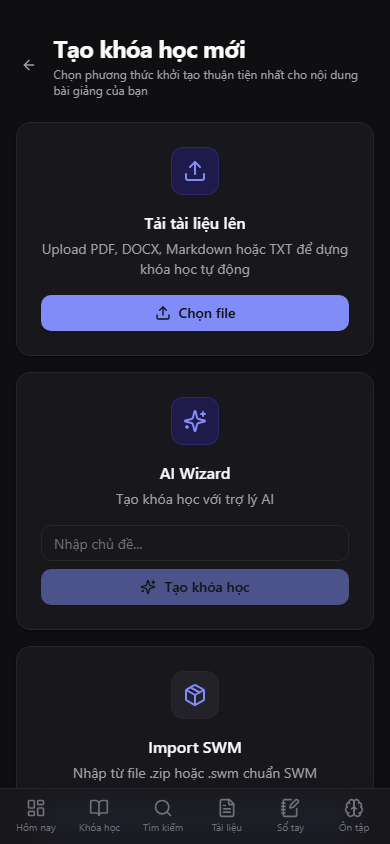 Tạo khóa học mới
Chọn phương thức khởi tạo thuận tiện nhất cho nội dung
bài giảng của bạn
Tải tài liệu lên
Upload PDF, DOCX, Markdown hoặc TXT để dựng
khóa học tự động
Chọn file
AI Wizard
Tạo khóa học với trợ lý AI
Nhập chủ đề...
Tạo khóa học
Import SWM
Nhập từ file .zip hoặc .swm chuẩn SWM
Hôm nay
Khóa học
Tìm kiếm
Tài liệu
Sổ tay
Ôn tập